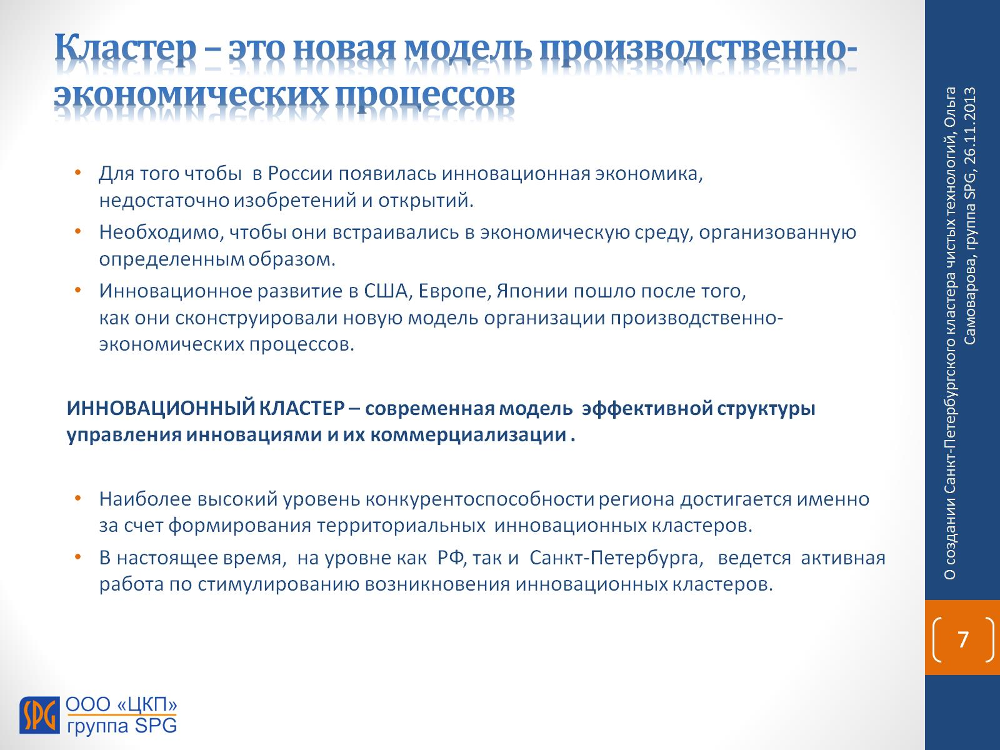 Кластер – это новая модель производственно-
экономических процессов
• Для того чтобы в России появилась инновационная экономика,
недостаточно изобретений и открытий.
• Необходимо, чтобы они встраивались в экономическую среду, организованную
определенным образом.
• Инновационное развитие в США, Европе, Японии пошло после того,
как они сконструировали новую модель организации производственно-
экономических процессов.
ИННОВАЦИОННЫЙ КЛАСТЕР – современная модель эффективной структуры
управления инновациями и их коммерциализации .
• Наиболее высокий уровень конкурентоспособности региона достигается именно
за счет формирования территориальных инновационных кластеров.
• В настоящее время, на уровне как РФ, так и Санкт-Петербурга, ведется активная
работа по стимулированию возникновения инновационных кластеров.
О создании Санкт-Петербургского кластера чистых технологий, Ольга
Самоварова, группа SPG, 26.11.2013
7
SPG
ООО «ЦКП»
группа SPG